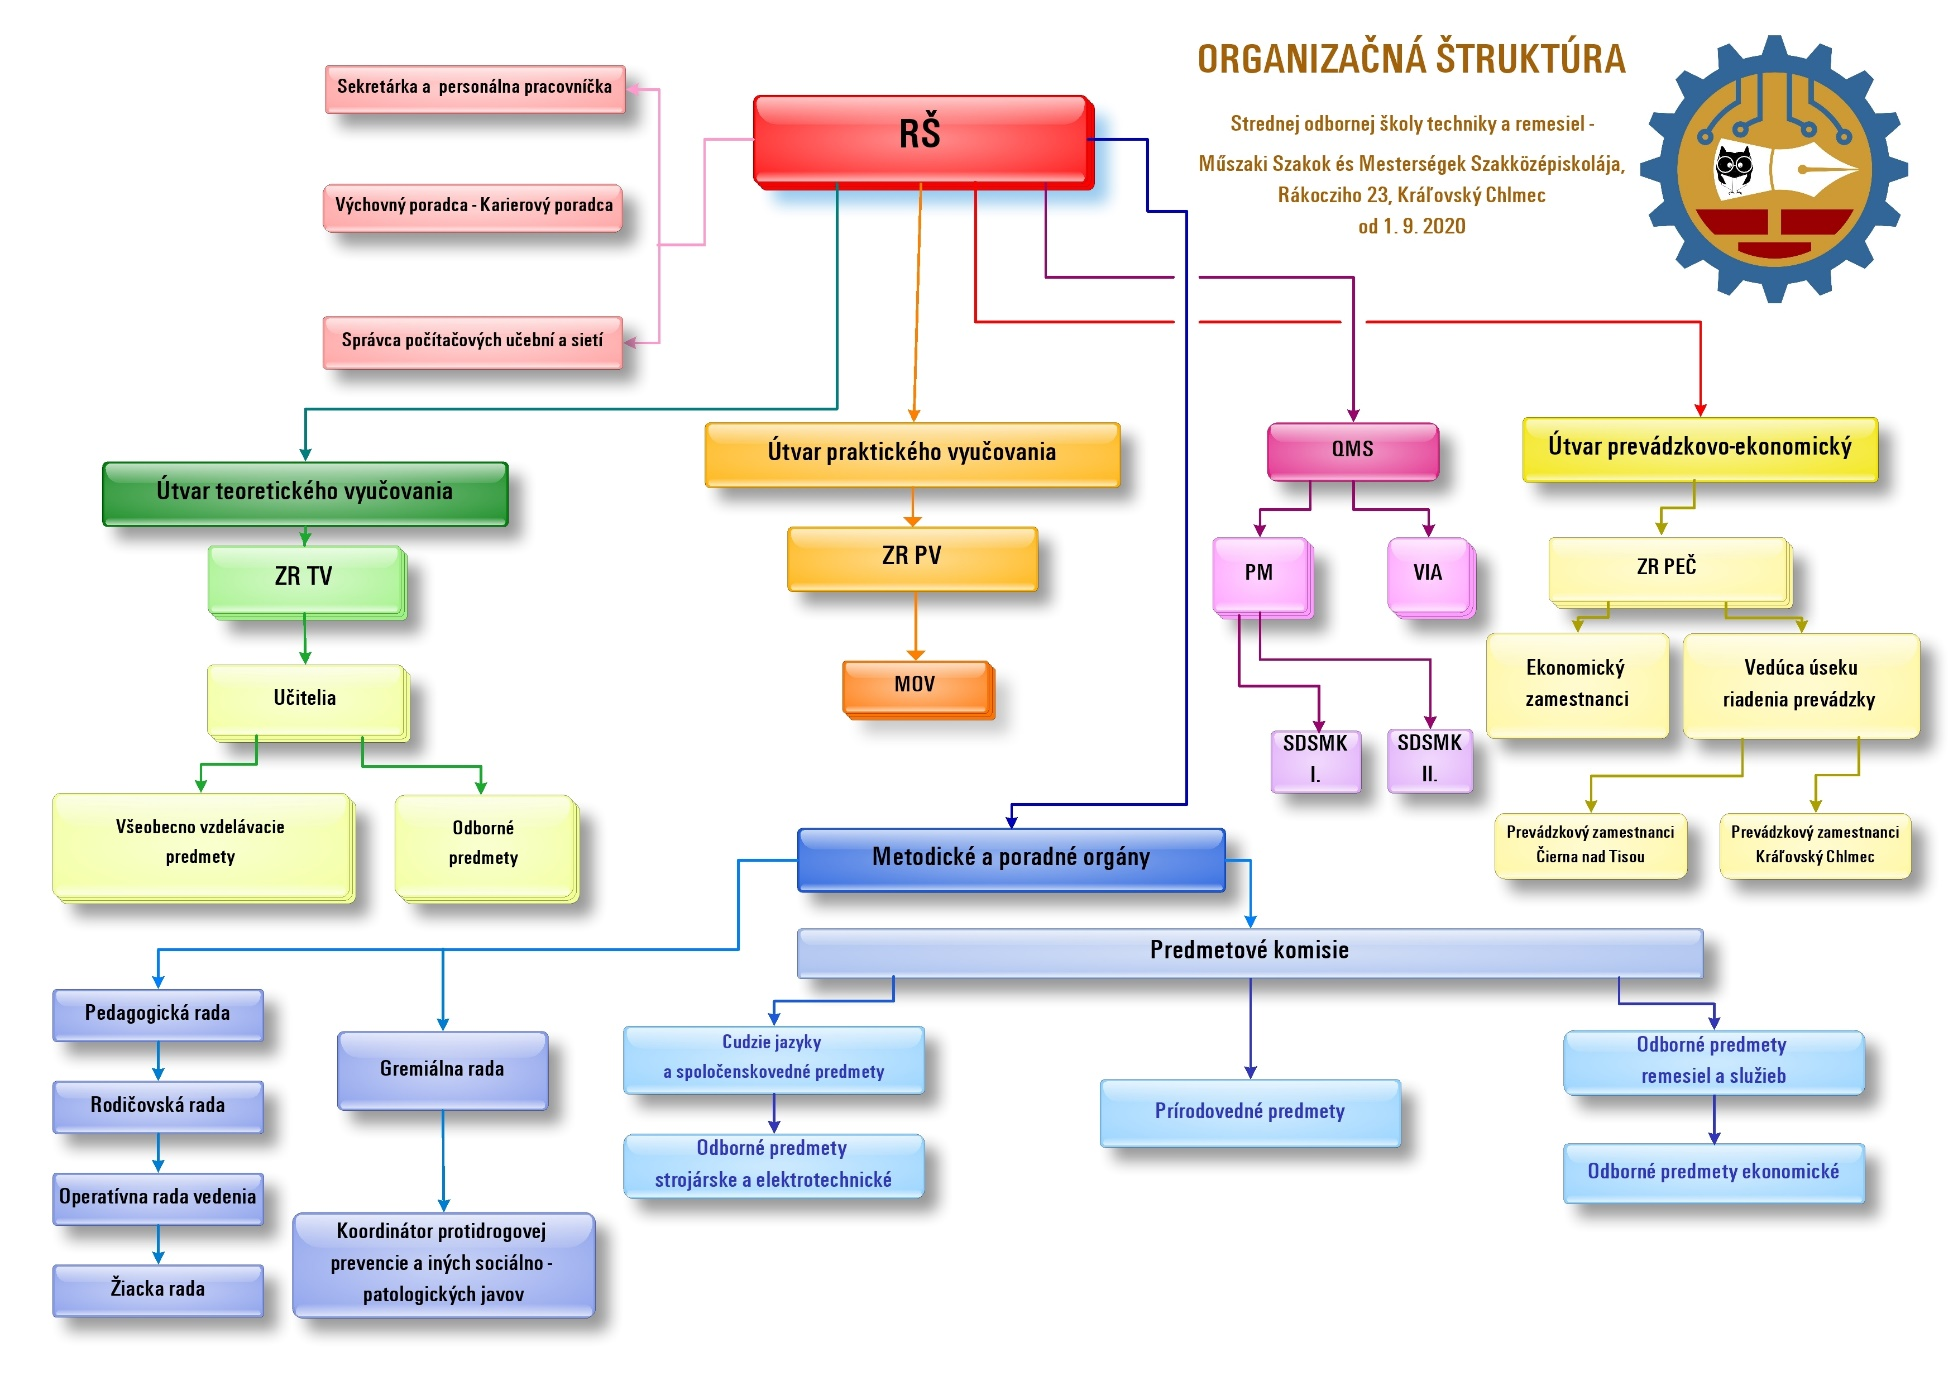 ORGANIZAČNÁ ŠTRUKTÚRA
Strednej odbornej školy techniky a remesiel -
Műszaki Szakok és Mesterségek Szakközépiskolája,
Rákocziho 23, Kráľovský Chlmec
od 1. 9. 2020
RŠ
Sekretárka a personálna pracovníčka
Výchovný poradca - Karierový poradca
Správca počítačových učební a sietí
Útvar teoretického vyučovania
ZR TV
Učitelia
Všeobecno vzdelávacie
predmety
Odborné
predmety
Útvar praktického vyučovania
ZR PV
MOV
QMS
PM
VIA
SDSMK
I.
SDSMK
II.
Útvar prevádzkovo-ekonomický
ZR PEČ
Ekonomický
zamestnanci
Vedúca úseku
riadenia prevádzky
Prevádzkový zamestnanci
Čierna nad Tisou
Prevádzkový zamestnanci
Kráľovský Chlmec
Metodické a poradné orgány
Predmetové komisie
Pedagogická rada
Rodičovská rada
Operatívna rada vedenia
Žiacka rada
Gremiálna rada
Koordinátor protidrogovej
prevencie a iných sociálno -
patologických javov
Cudzie jazyky
a spoločenskovedné predmety
Odborné predmety
strojárske a elektrotechnické
Prírodovedné predmety
Odborné predmety
remesiel a služieb
Odborné predmety ekonomické